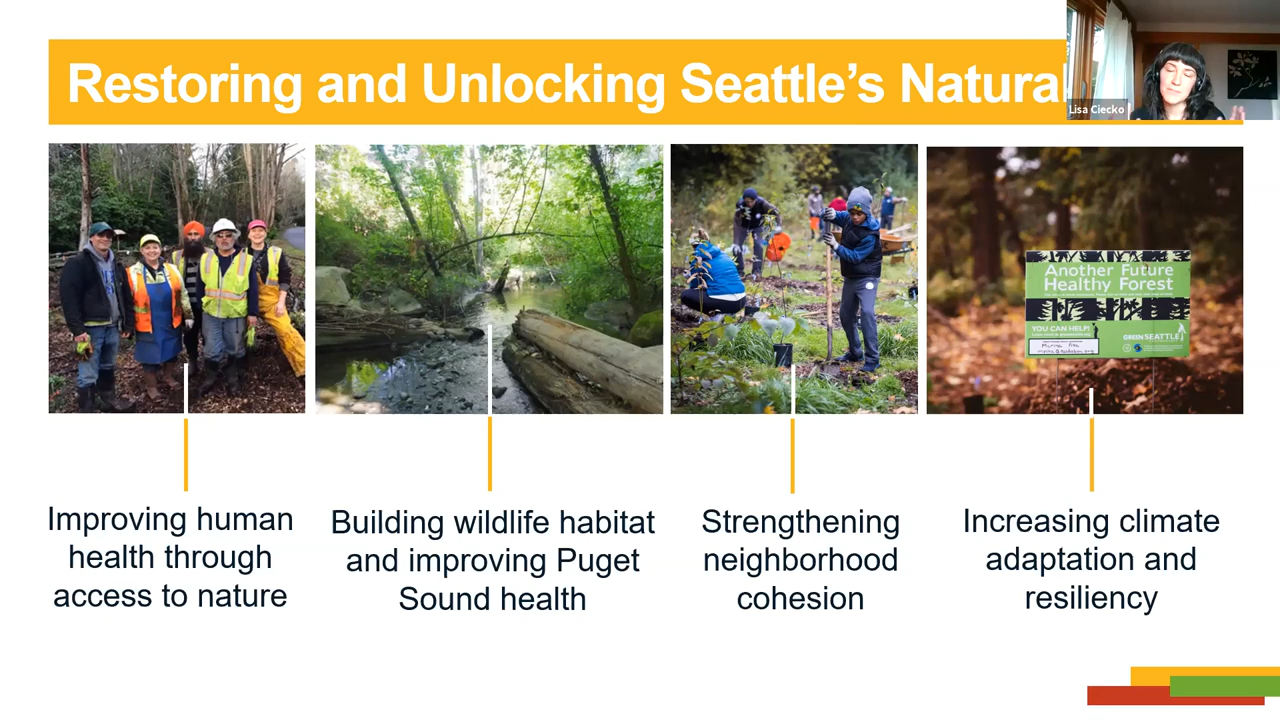 Restoring and Unlocking Seattle's Natural
Lisa Ciecko
Another Future
Healthy Forest
YOU CAN HELP!
GREEN SEATTLE
Improving human
health through
access to nature
Building wildlife habitat
and improving Puget
Sound health
Strengthening
neighborhood
cohesion
Increasing climate
adaptation and
resiliency